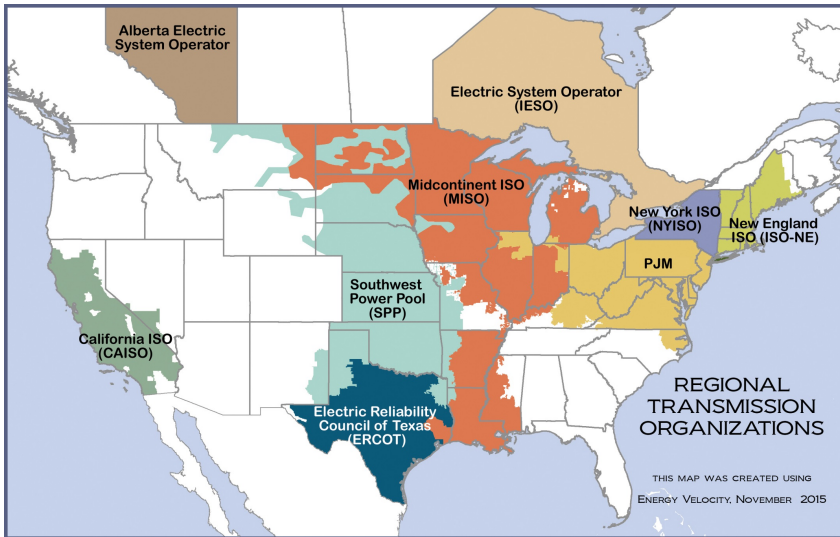 Alberta Electric
System Operator
Electric System Operator
(IESO)
Midcontinent ISO
(MISO)
New York ISO
(NYISO)
New England
ISO (ISO-NE)
PJM
Southwest
Power Pool
(SPP)
California ISO
(CAISO)
Electric Reliability
Council of Texas
(ERCOT)
REGIONAL
TRANSMISSION
ORGANIZATIONS
THIS MAP WAS CREATED USING
ENERGY VELOCITY, NOVEMBER 2015